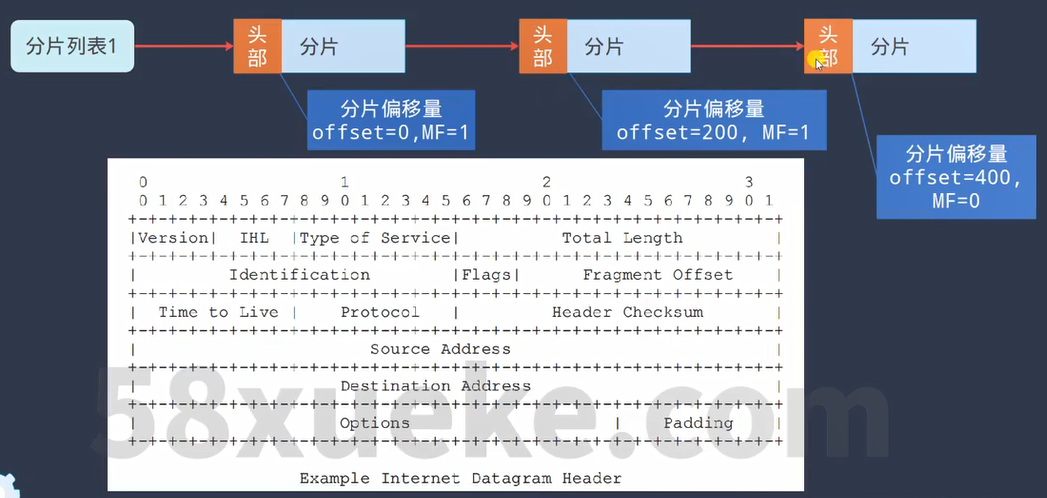 分片列表1
头部
分片
头部
分片
头部
分片
分片偏移量
offset=0,MF=1
分片偏移量
offset=200, MF=1
分片偏移量
offset=400,
MF=0
0                   1                   2                   3
0 1 2 3 4 5 6 7 8 9 0 1 2 3 4 5 6 7 8 9 0 1 2 3 4 5 6 7 8 9 0 1
+-+-+-+-+-+-+-+-+-+-+-+-+-+-+-+-+-+-+-+-+-+-+-+-+-+-+-+-+-+-+-+-+
|Version|  IHL  |Type of Service|          Total Length         |
+-+-+-+-+-+-+-+-+-+-+-+-+-+-+-+-+-+-+-+-+-+-+-+-+-+-+-+-+-+-+-+-+
|         Identification        |Flags|      Fragment Offset    |
+-+-+-+-+-+-+-+-+-+-+-+-+-+-+-+-+-+-+-+-+-+-+-+-+-+-+-+-+-+-+-+-+
|  Time to Live |    Protocol   |         Header Checksum       |
+-+-+-+-+-+-+-+-+-+-+-+-+-+-+-+-+-+-+-+-+-+-+-+-+-+-+-+-+-+-+-+-+
|                       Source Address                          |
+-+-+-+-+-+-+-+-+-+-+-+-+-+-+-+-+-+-+-+-+-+-+-+-+-+-+-+-+-+-+-+-+
|                    Destination Address                        |
+-+-+-+-+-+-+-+-+-+-+-+-+-+-+-+-+-+-+-+-+-+-+-+-+-+-+-+-+-+-+-+-+
|                    Options                    |    Padding    |
+-+-+-+-+-+-+-+-+-+-+-+-+-+-+-+-+-+-+-+-+-+-+-+-+-+-+-+-+-+-+-+-+
Example Internet Datagram Header
58xueke.com